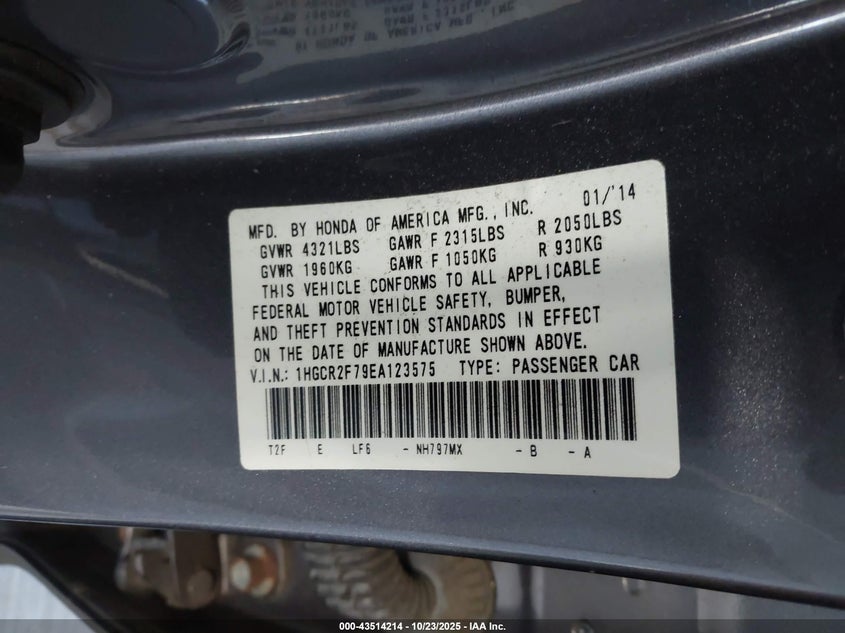 MFD. BY HONDA OF AMERICA MFG., INC. 01/'14
GVWR 4321LBS GAWR F 2315LBS R 2050LBS
GVWR 1960KG GAWR F 1050KG R 930KG
THIS VEHICLE CONFORMS TO ALL APPLICABLE
FEDERAL MOTOR VEHICLE SAFETY, BUMPER,
AND THEFT PREVENTION STANDARDS IN EFFECT
ON THE DATE OF MANUFACTURE SHOWN ABOVE.
V.I.N.: 1HGCR2F79EA123575 TYPE: PASSENGER CAR
T2F E LF6 - NH797MX - B - A
000-43514214 - 10/23/2025 - IAA Inc.